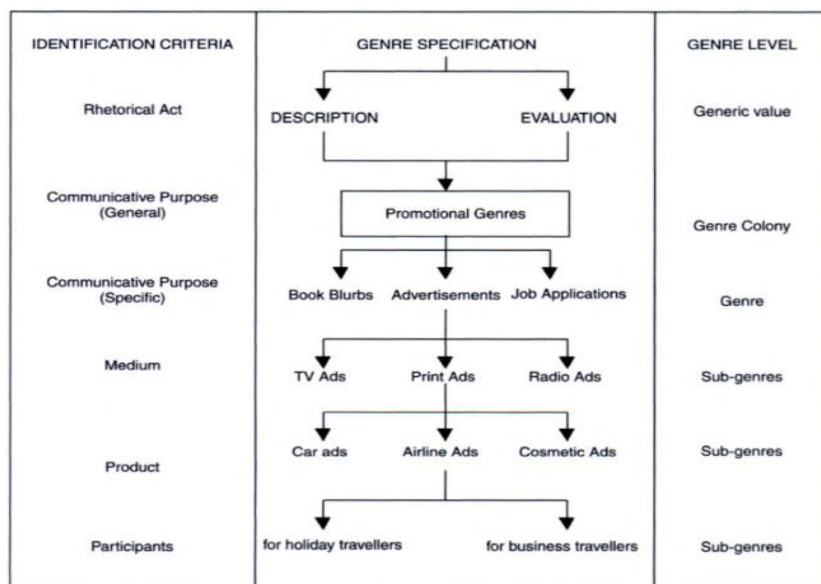 IDENTIFICATION CRITERIA GENRE SPECIFICATION GENRE LEVEL
Rhetorical Act DESCRIPTION EVALUATION Generic value
Communicative Purpose
(General)
Promotional Genres
Genre Colony
Communicative Purpose
(Specific)
Book Blurbs Advertisements Job Applications
Genre
Medium TV Ads Print Ads Radio Ads Sub-genres
Product Car ads Airline Ads Cosmetic Ads Sub-genres
Participants for holiday travellers for business travellers Sub-genres